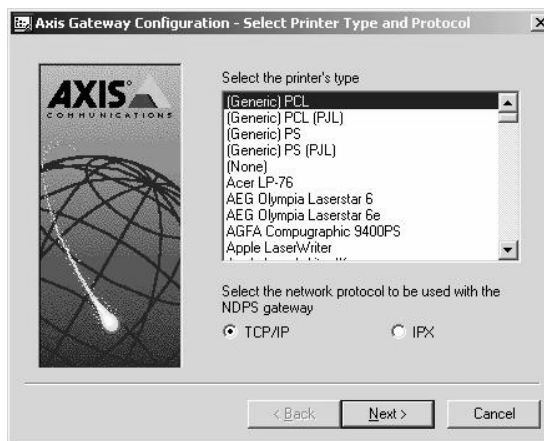 Axis Gateway Configuration - Select Printer Type and Protocol
AXIS
COMMUNICATIONS
Select the printer's type
(Generic) PCL
(Generic) PCL (PJL)
(Generic) PS
(Generic) PS (PJL)
(None)
Acer LP-76
AEG Olympia Laserstar 6
AEG Olympia Laserstar 6e
AGFA Compugraphic 9400PS
Apple LaserWriter
Select the network protocol to be used with the
NDPS gateway
TCP/IP
IPX
< Back
Next >
Cancel